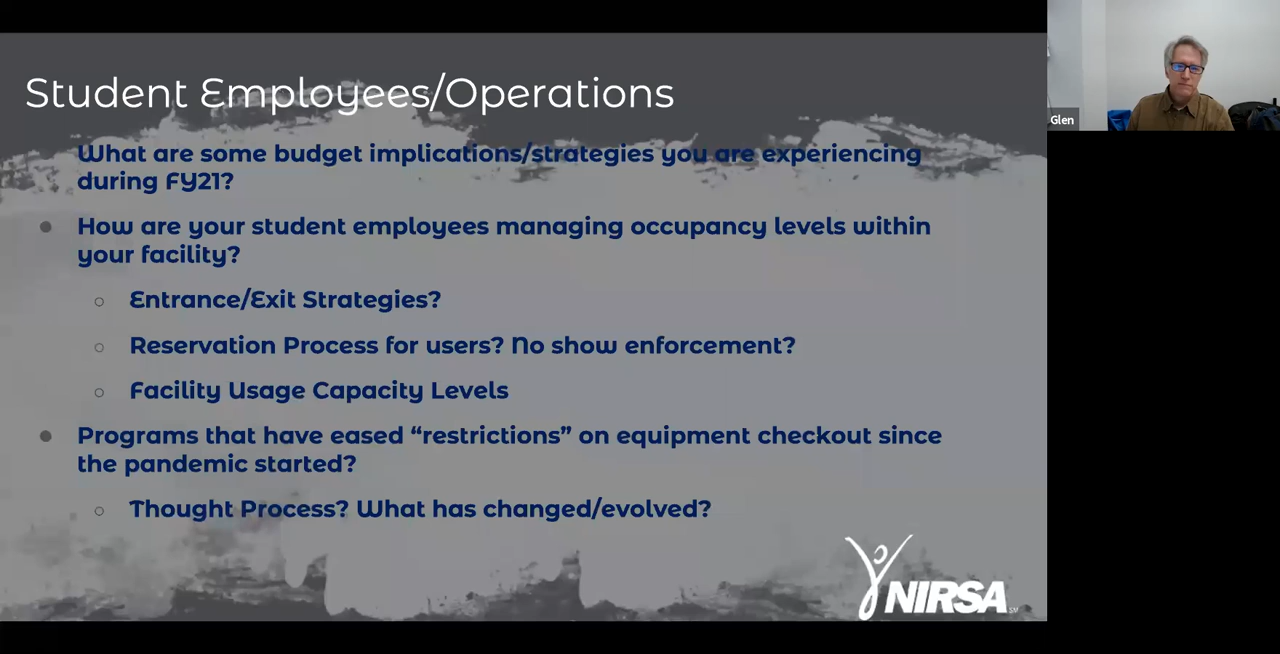 Student Employees/Operations
What are some budget implications/strategies you are experiencing
during FY21?
How are your student employees managing occupancy levels within
your facility?
Entrance/Exit Strategies?
Reservation Process for users? No show enforcement?
Facility Usage Capacity Levels
Programs that have eased “restrictions” on equipment checkout since
the pandemic started?
Thought Process? What has changed/evolved?
NIRSA
SM
Glen